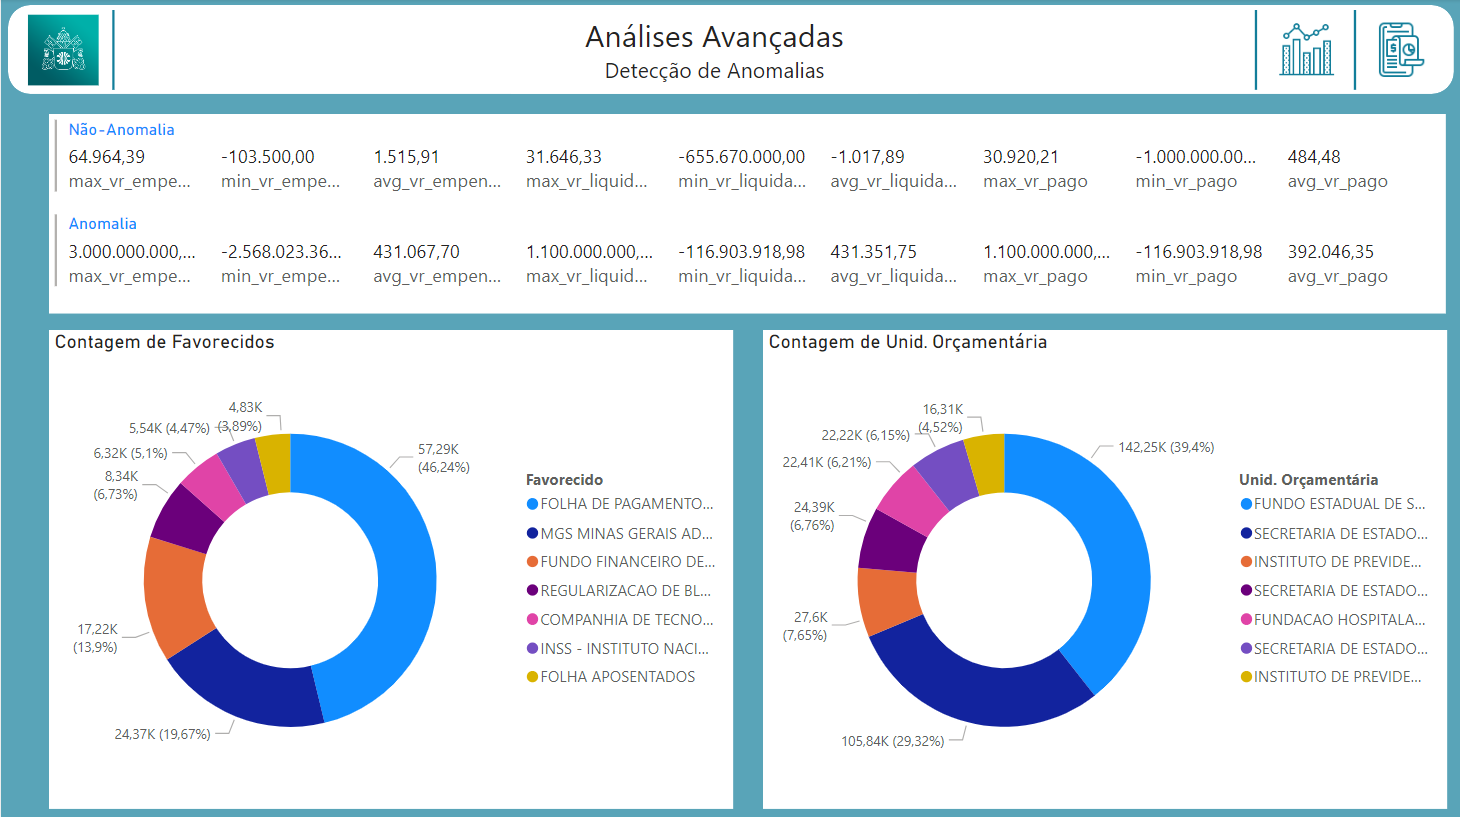 Análises Avançadas
Detecção de Anomalias
Não-Anomalia
64.964,39 -103.500,00 1.515,91 31.646,33 -655.670.000,00 -1.017,89 30.920,21 -1.000.000.00... 484,48
max_vr_empe... min_vr_empe... avg_vr_empen... max_vr_liquid... min_vr_liquida... avg_vr_liquida... max_vr_pago min_vr_pago avg_vr_pago
Anomalia
3.000.000.000,... -2.568.023.36... 431.067,70 1.100.000.000,... -116.903.918,98 431.351,75 1.100.000.000,... -116.903.918,98 392.046,35
max_vr_empe... min_vr_empe... avg_vr_empen... max_vr_liquid... min_vr_liquida... avg_vr_liquida... max_vr_pago min_vr_pago avg_vr_pago
Contagem de Favorecidos
4,83K
(3,89%)
5,54K (4,47%)
6,32K (5,1%)
8,34K
(6,73%)
17,22K
(13,9%)
24,37K (19,67%)
57,29K
(46,24%)
Favorecido
FOLHA DE PAGAMENTO...
MGS MINAS GERAIS AD...
FUNDO FINANCEIRO DE...
REGULARIZACAO DE BL...
COMPANHIA DE TECNO...
INSS - INSTITUTO NACI...
FOLHA APOSENTADOS
Contagem de Unid. Orçamentária
16,31K
(4,52%)
22,22K (6,15%)
22,41K (6,21%)
24,39K
(6,76%)
27,6K
(7,65%)
105,84K (29,32%)
142,25K (39,4%)
Unid. Orçamentária
FUNDO ESTADUAL DE S...
SECRETARIA DE ESTADO...
INSTITUTO DE PREVIDE...
SECRETARIA DE ESTADO...
FUNDACAO HOSPITALA...
SECRETARIA DE ESTADO...
INSTITUTO DE PREVIDE...